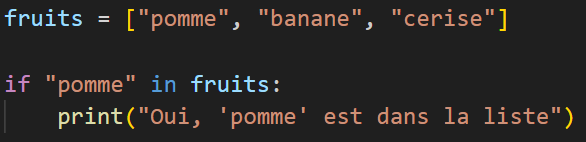 fruits = ["pomme", "banane", "cerise"]
if "pomme" in fruits:
    print("Oui, 'pomme' est dans la liste")